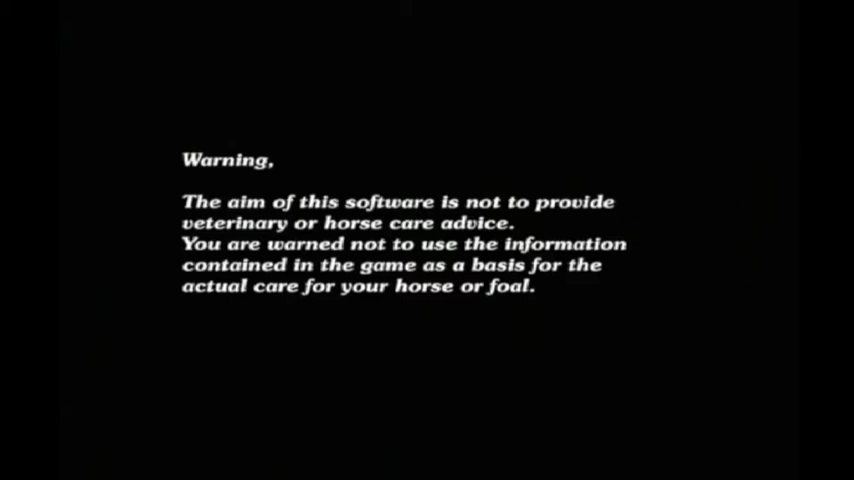 Warning,
The aim of this software is not to provide
veterinary or horse care advice.
You are warned not to use the information
contained in the game as a basis for the
actual care for your horse or foal.